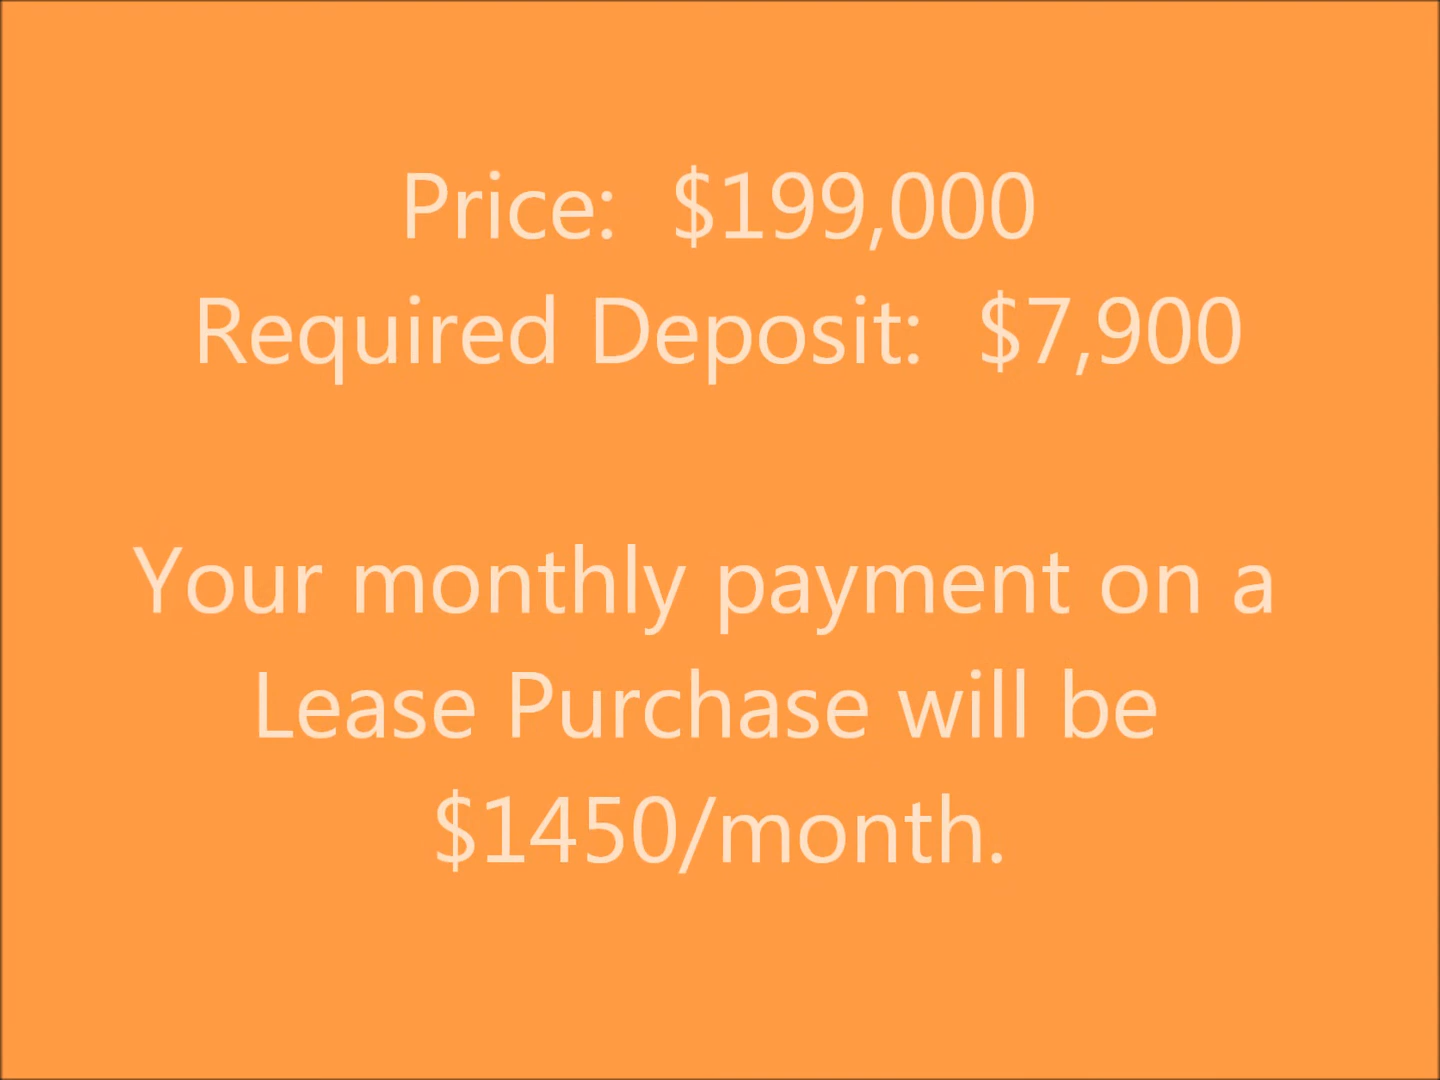 Price:  $199,000
Required Deposit:  $7,900
Your monthly payment on a
Lease Purchase will be
$1450/month.